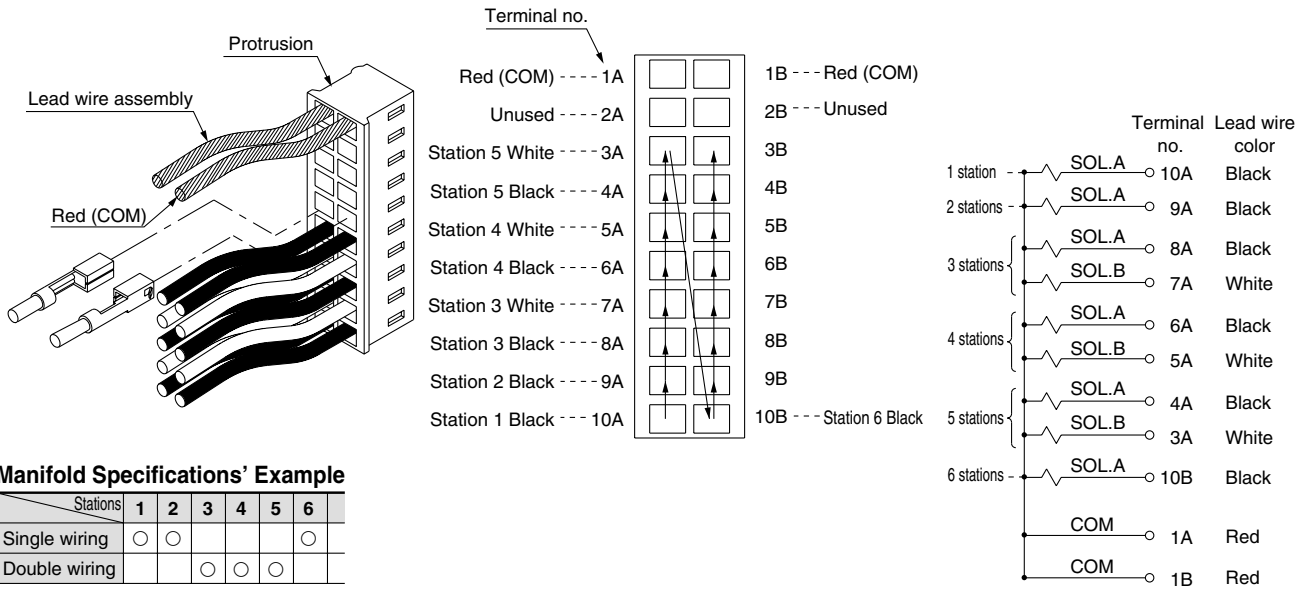 Terminal no.
Protrusion
Lead wire assembly
Red (COM)
Red (COM) ---- 1A
Unused ---- 2A
Station 5 White ---- 3A
Station 5 Black ---- 4A
Station 4 White ---- 5A
Station 4 Black ---- 6A
Station 3 White ---- 7A
Station 3 Black ---- 8A
Station 2 Black ---- 9A
Station 1 Black --- 10A
1B --- Red (COM)
2B --- Unused
3B
4B
5B
6B
7B
8B
9B
10B --- Station 6 Black
Terminal no. Lead wire color
1 station SOL.A 10A Black
2 stations SOL.A 9A Black
3 stations SOL.A 8A Black
SOL.B 7A White
4 stations SOL.A 6A Black
SOL.B 5A White
5 stations SOL.A 4A Black
SOL.B 3A White
6 stations SOL.A 10B Black
COM 1A Red
COM 1B Red
Manifold Specifications' Example
Stations 1 2 3 4 5 6
Single wiring ○ ○ ○
Double wiring ○ ○ ○